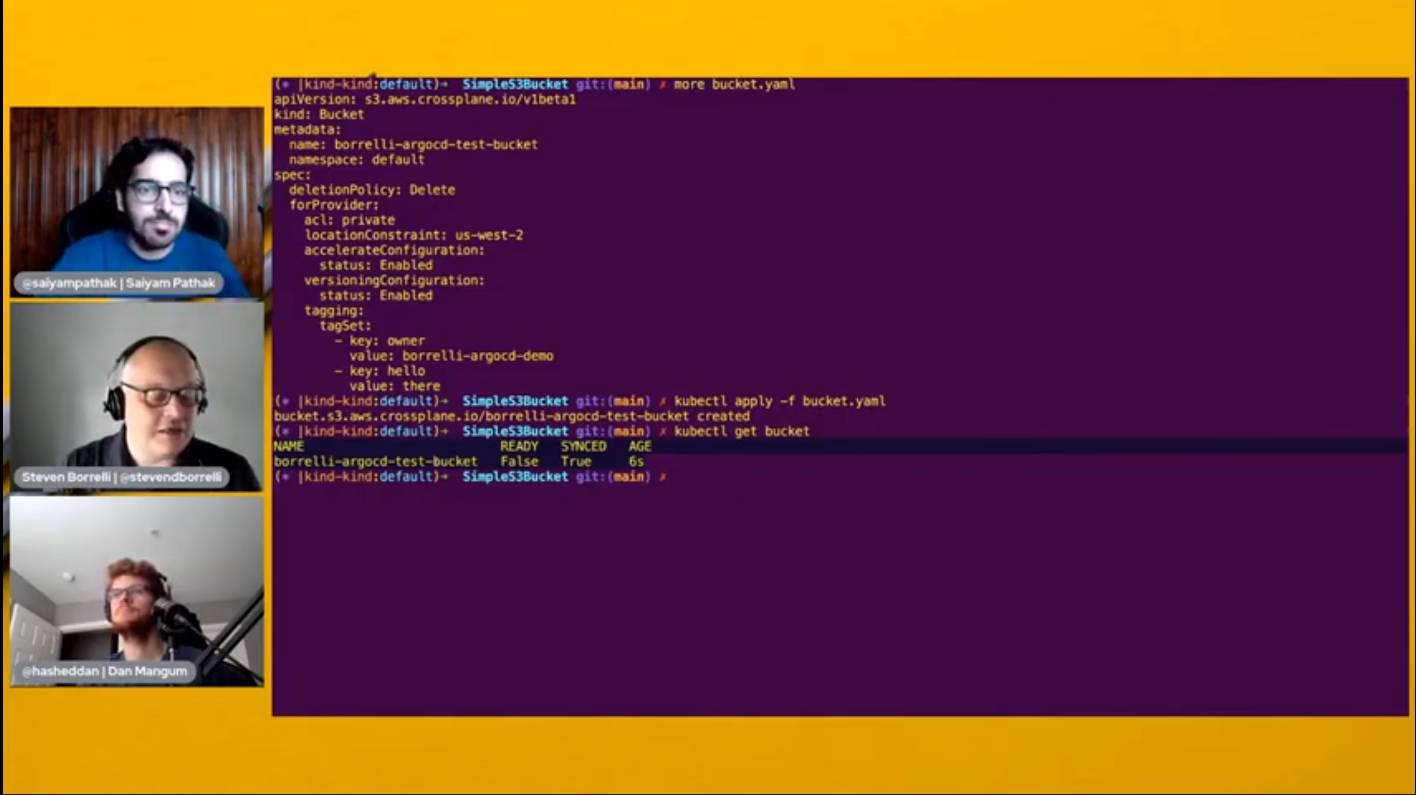 @saiyampathak | Saiyam Pathak
Steven Borrelli | @stevendborrelli
@hasheddan | Dan Mangum
(⎈ |kind-kind:default)➜  SimpleS3Bucket git:(main) ✗ more bucket.yaml
apiVersion: s3.aws.crossplane.io/v1beta1
kind: Bucket
metadata:
  name: borrelli-argocd-test-bucket
  namespace: default
spec:
  deletionPolicy: Delete
  forProvider:
    acl: private
    locationConstraint: us-west-2
    accelerateConfiguration:
      status: Enabled
    versioningConfiguration:
      status: Enabled
    tagging:
      tagSet:
        - key: owner
          value: borrelli-argocd-demo
        - key: hello
          value: there
(⎈ |kind-kind:default)➜  SimpleS3Bucket git:(main) ✗ kubectl apply -f bucket.yaml
bucket.s3.aws.crossplane.io/borrelli-argocd-test-bucket created
(⎈ |kind-kind:default)➜  SimpleS3Bucket git:(main) ✗ kubectl get bucket
NAME                          READY   SYNCED   AGE
borrelli-argocd-test-bucket   False   True     6s
(⎈ |kind-kind:default)➜  SimpleS3Bucket git:(main) ✗